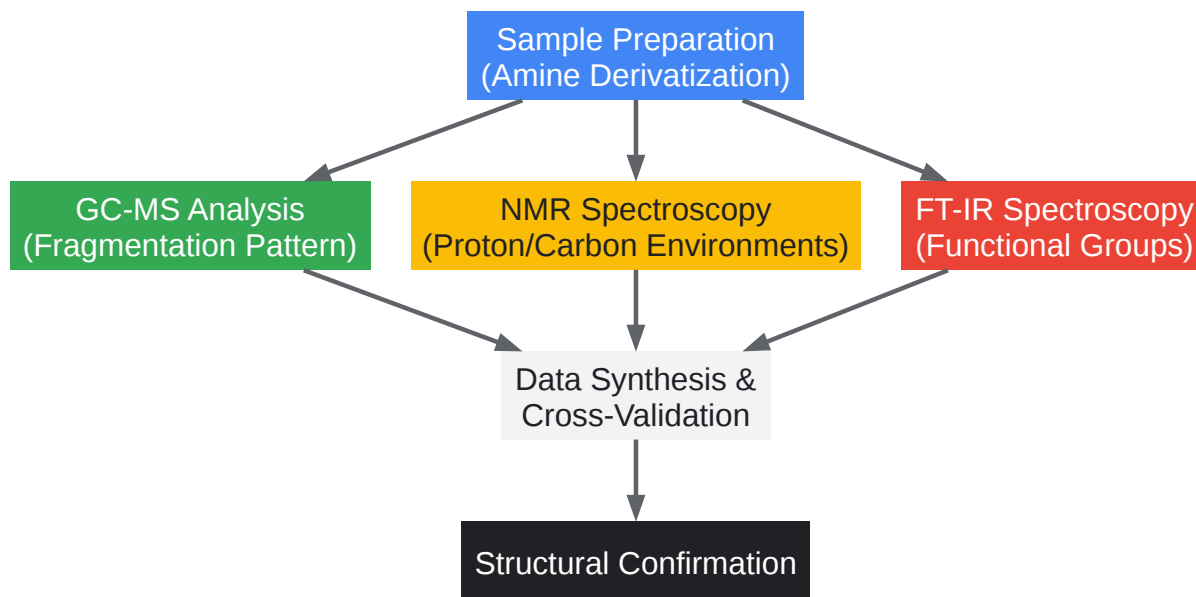 Sample Preparation
(Amine Derivatization)
GC-MS Analysis
(Fragmentation Pattern)
NMR Spectroscopy
(Proton/Carbon Environments)
FT-IR Spectroscopy
(Functional Groups)
Data Synthesis &
Cross-Validation
Structural Confirmation